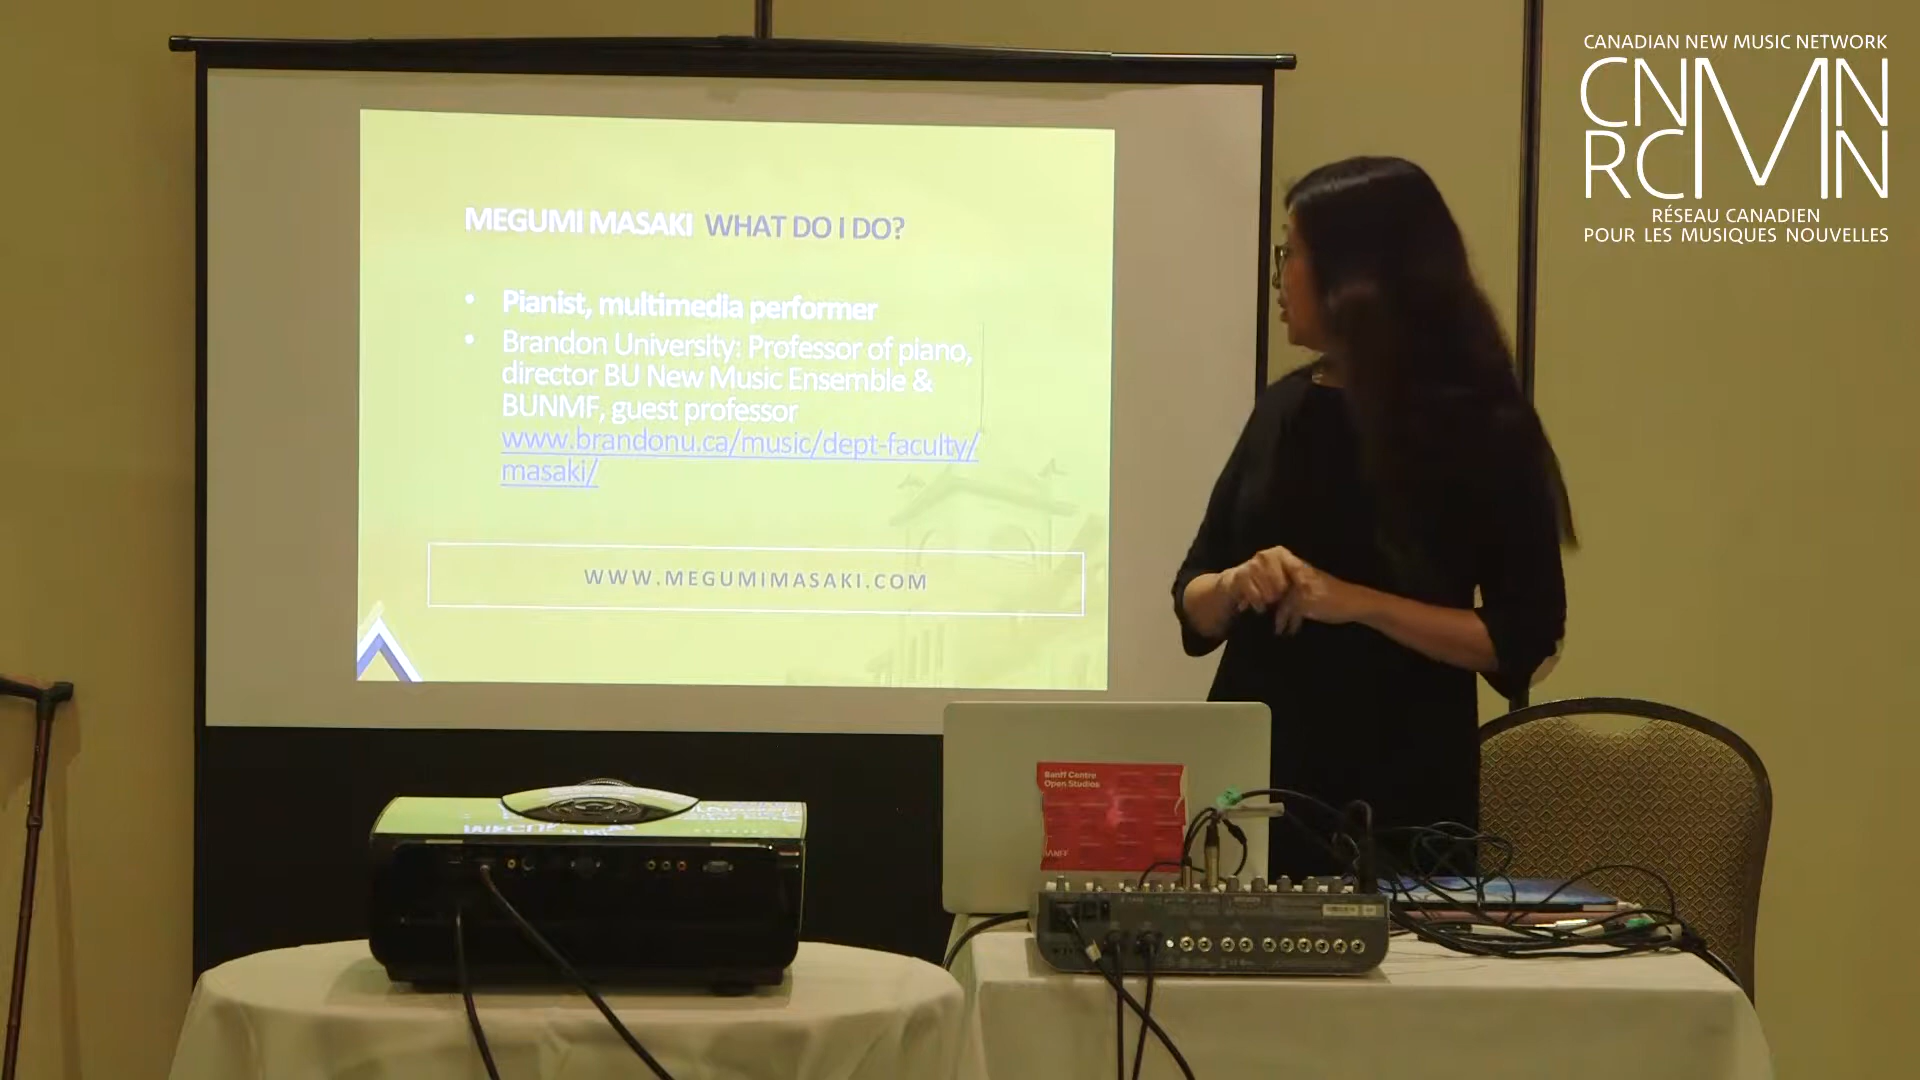 CANADIAN NEW MUSIC NETWORK
CNMN
RCMN
RÉSEAU CANADIEN
POUR LES MUSIQUES NOUVELLES
MEGUMI MASAKI WHAT DO I DO?
• Pianist, multimedia performer
• Brandon University: Professor of piano,
director BU New Music Ensemble &
BUNMF, guest professor
www.brandonu.ca/music/dept-faculty/
masaki/
WWW.MEGUMIMASAKI.COM
Banff Centre
Open Studios
BANFF